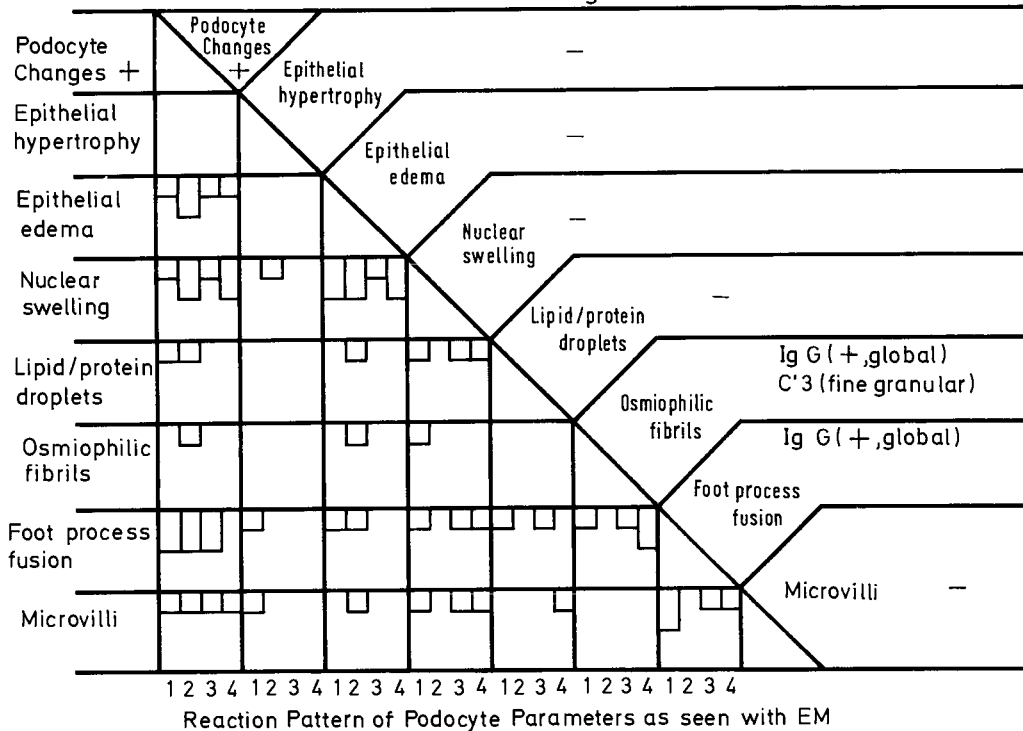 Podocyte
Changes +
Podocyte
Changes
+
Epithelial
hypertrophy
–
Epithelial
hypertrophy
Epithelial
edema
–
Epithelial
edema
Nuclear
swelling
–
Nuclear
swelling
Lipid/protein
droplets
–
Lipid/protein
droplets
Osmiophilic
fibrils
Ig G (+,global)
C'3 (fine granular)
Osmiophilic
fibrils
Foot process
fusion
Ig G (+,global)
Foot process
fusion
Microvilli
–
Microvilli
1 2 3 4 1 2 3 4 1 2 3 4 1 2 3 4 1 2 3 4 1 2 3 4 1 2 3 4
Reaction Pattern of Podocyte Parameters as seen with EM